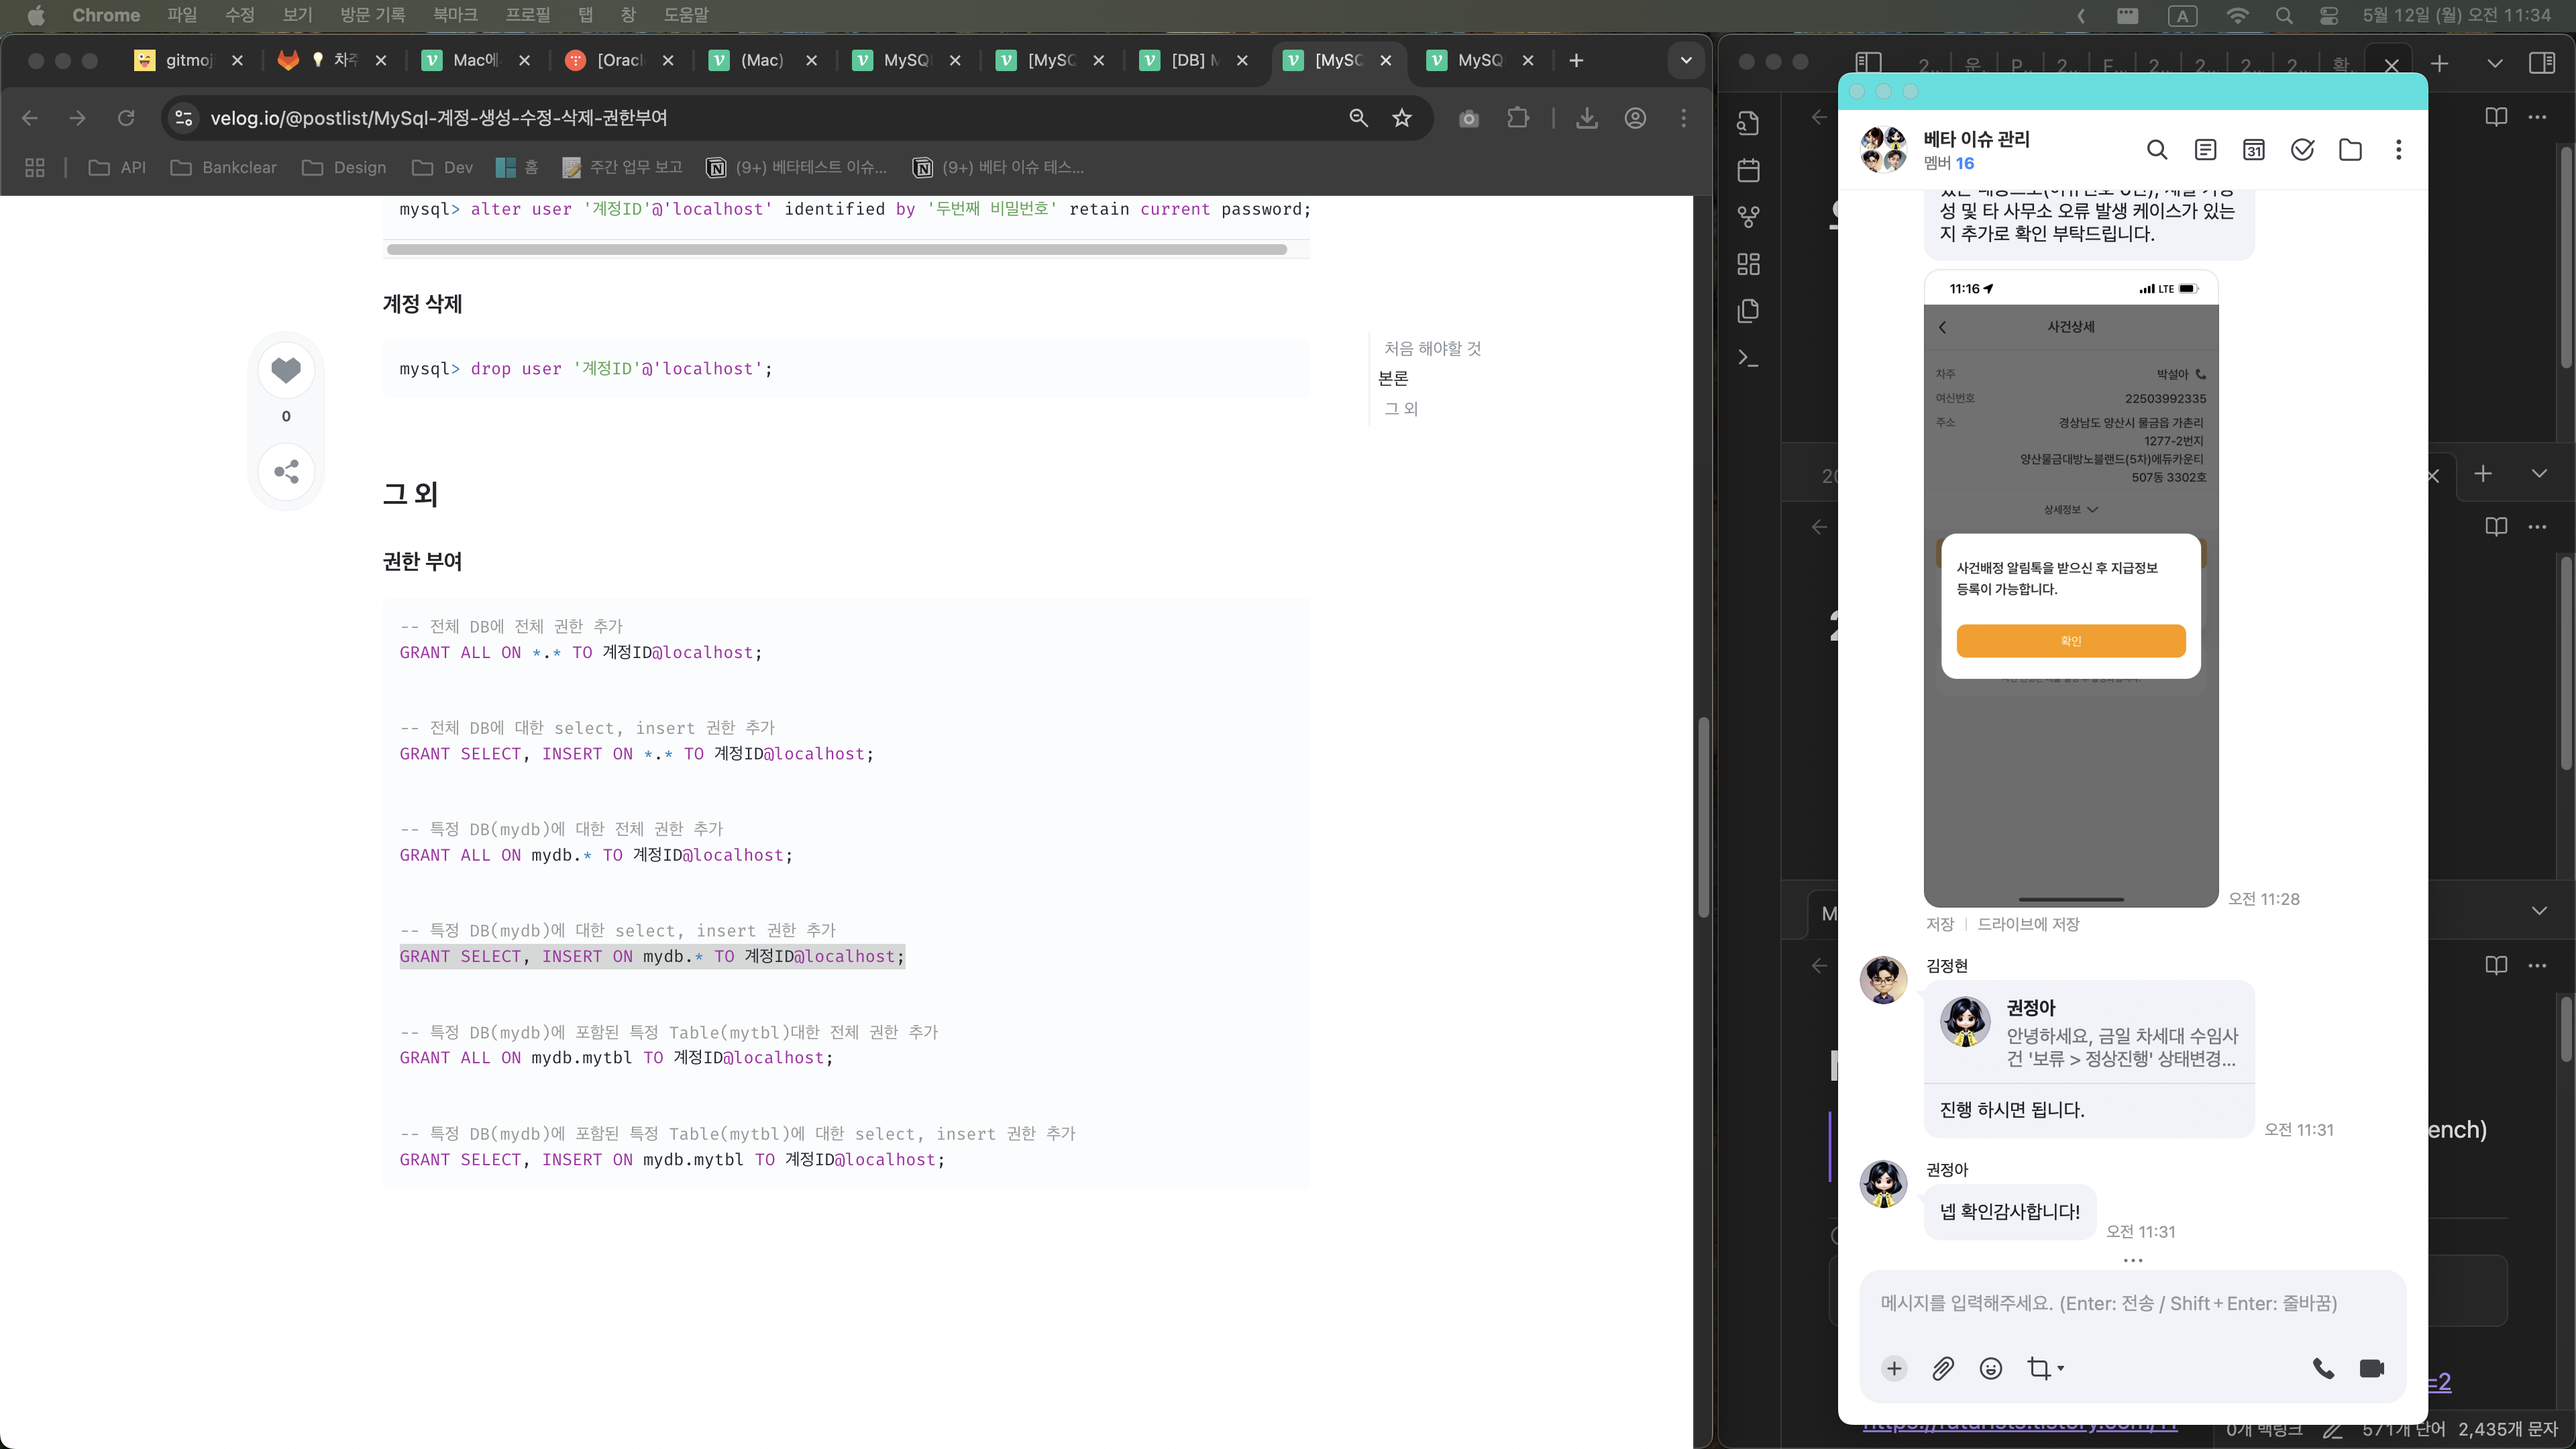 Chrome 파일 수정 보기 방문 기록 북마크 프로필 탭 창 도움말
A 5월 12일 (월) 오전 11:34
gitmoj
차주
Mac에
[Oracl
(Mac)
MySQ
[MySQ
[DB] M
[MySQ
MySQ
velog.io/@postlist/MySql-계정-생성-수정-삭제-권한부여
API
Bankclear
Design
Dev
홈
주간 업무 보고
(9+) 베타테스트 이슈...
(9+) 베타 이슈 테스...
mysql> alter user '계정ID'@'localhost' identified by '두번째 비밀번호' retain current password;
계정 삭제
mysql> drop user '계정ID'@'localhost';
0
처음 해야할 것
본론
그 외
그 외
권한 부여
-- 전체 DB에 전체 권한 추가
GRANT ALL ON *.* TO 계정ID@localhost;
-- 전체 DB에 대한 select, insert 권한 추가
GRANT SELECT, INSERT ON *.* TO 계정ID@localhost;
-- 특정 DB(mydb)에 대한 전체 권한 추가
GRANT ALL ON mydb.* TO 계정ID@localhost;
-- 특정 DB(mydb)에 대한 select, insert 권한 추가
GRANT SELECT, INSERT ON mydb.* TO 계정ID@localhost;
-- 특정 DB(mydb)에 포함된 특정 Table(mytbl)대한 전체 권한 추가
GRANT ALL ON mydb.mytbl TO 계정ID@localhost;
-- 특정 DB(mydb)에 포함된 특정 Table(mytbl)에 대한 select, insert 권한 추가
GRANT SELECT, INSERT ON mydb.mytbl TO 계정ID@localhost;
베타 이슈 관리
멤버 16
31
성 및 타 사무소 오류 발생 케이스가 있는
지 추가로 확인 부탁드립니다.
11:16
LTE
사건상세
차주 박설아
여신번호 22503992335
주소 경상남도 양산시 물금읍 가촌리
1277-2번지
양산물금대방노블랜드(5차)에듀카운티
507동 3302호
상세정보
사건배정 알림톡을 받으신 후 지급정보
등록이 가능합니다.
확인
오전 11:28
저장 | 드라이브에 저장
김정현
권정아
안녕하세요, 금일 차세대 수임사
건 '보류 > 정상진행' 상태변경...
진행 하시면 됩니다.
오전 11:31
권정아
넵 확인감사합니다!
오전 11:31
메시지를 입력해주세요. (Enter: 전송 / Shift+Enter: 줄바꿈)
ench)
=2
0개 백링크 571개 단어 2,435개 문자